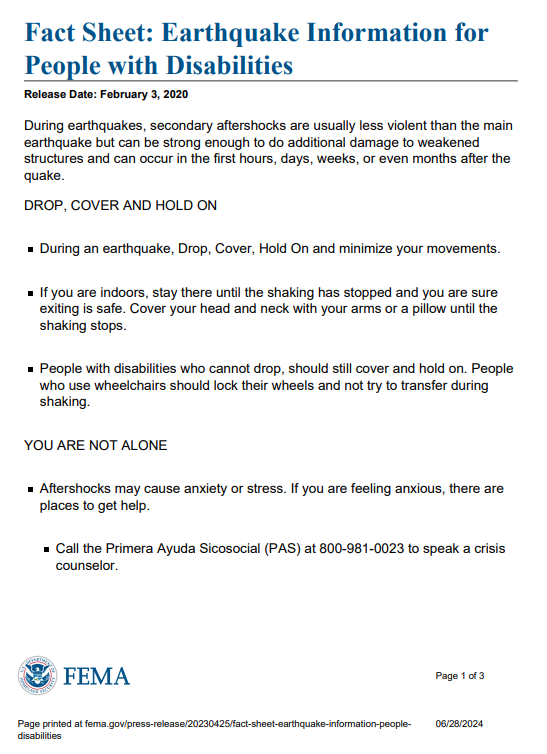 Fact Sheet: Earthquake Information for
People with Disabilities
Release Date: February 3, 2020
During earthquakes, secondary aftershocks are usually less violent than the main
earthquake but can be strong enough to do additional damage to weakened
structures and can occur in the first hours, days, weeks, or even months after the
quake.
DROP, COVER AND HOLD ON
▪ During an earthquake, Drop, Cover, Hold On and minimize your movements.
▪ If you are indoors, stay there until the shaking has stopped and you are sure
exiting is safe. Cover your head and neck with your arms or a pillow until the
shaking stops.
▪ People with disabilities who cannot drop, should still cover and hold on. People
who use wheelchairs should lock their wheels and not try to transfer during
shaking.
YOU ARE NOT ALONE
▪ Aftershocks may cause anxiety or stress. If you are feeling anxious, there are
places to get help.
▪ Call the Primera Ayuda Sicosocial (PAS) at 800-981-0023 to speak a crisis
counselor.
FEMA
Page 1 of 3
Page printed at fema.gov/press-release/20230425/fact-sheet-earthquake-information-people-
disabilities
06/28/2024